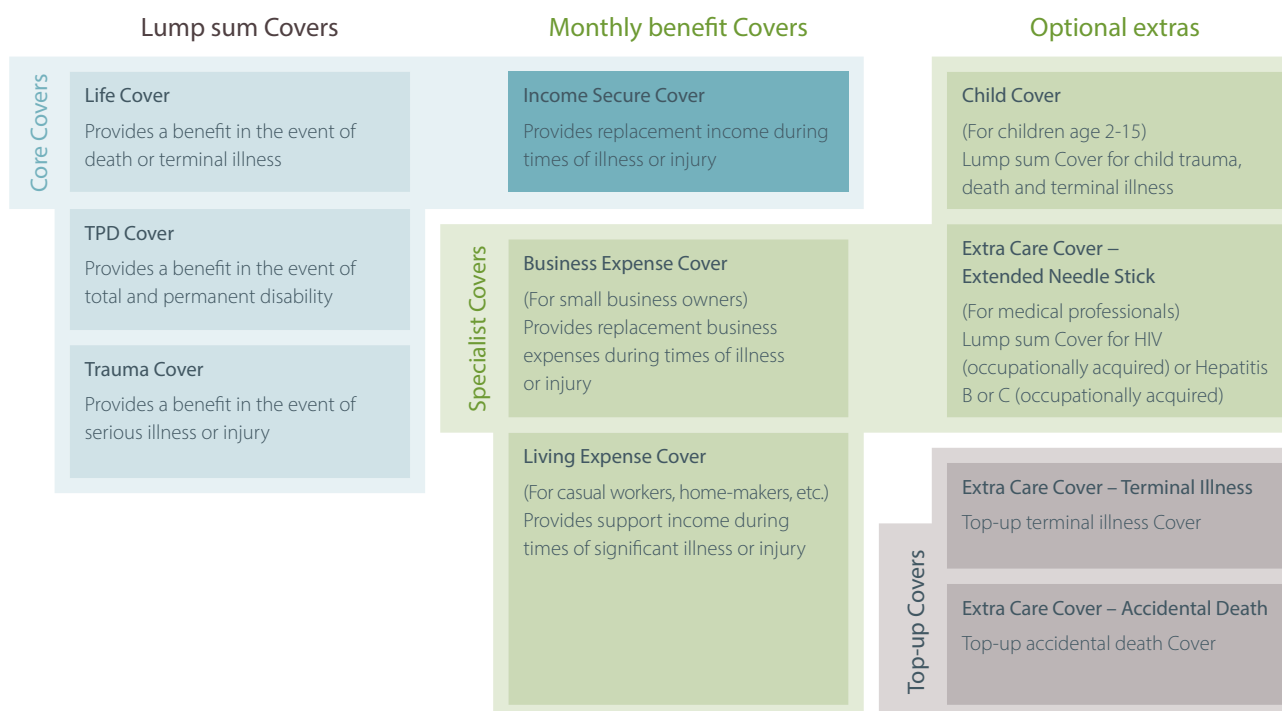 Lump sum Covers
Monthly benefit Covers
Optional extras
Core Covers
Life Cover
Provides a benefit in the event of
death or terminal illness
TPD Cover
Provides a benefit in the event of
total and permanent disability
Trauma Cover
Provides a benefit in the event of
serious illness or injury
Income Secure Cover
Provides replacement income during
times of illness or injury
Specialist Covers
Business Expense Cover
(For small business owners)
Provides replacement business
expenses during times of illness
or injury
Living Expense Cover
(For casual workers, home-makers, etc.)
Provides support income during
times of significant illness or injury
Child Cover
(For children age 2-15)
Lump sum Cover for child trauma,
death and terminal illness
Extra Care Cover –
Extended Needle Stick
(For medical professionals)
Lump sum Cover for HIV
(occupationally acquired) or Hepatitis
B or C (occupationally acquired)
Top-up Covers
Extra Care Cover – Terminal Illness
Top-up terminal illness Cover
Extra Care Cover – Accidental Death
Top-up accidental death Cover